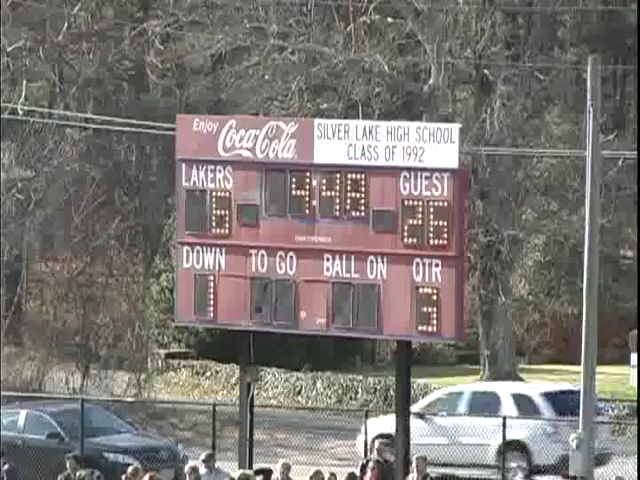 Enjoy Coca-Cola
SILVER LAKE HIGH SCHOOL
CLASS OF 1992
LAKERS 4:48 GUEST
6 26
DOWN TO GO BALL ON QTR
1 3